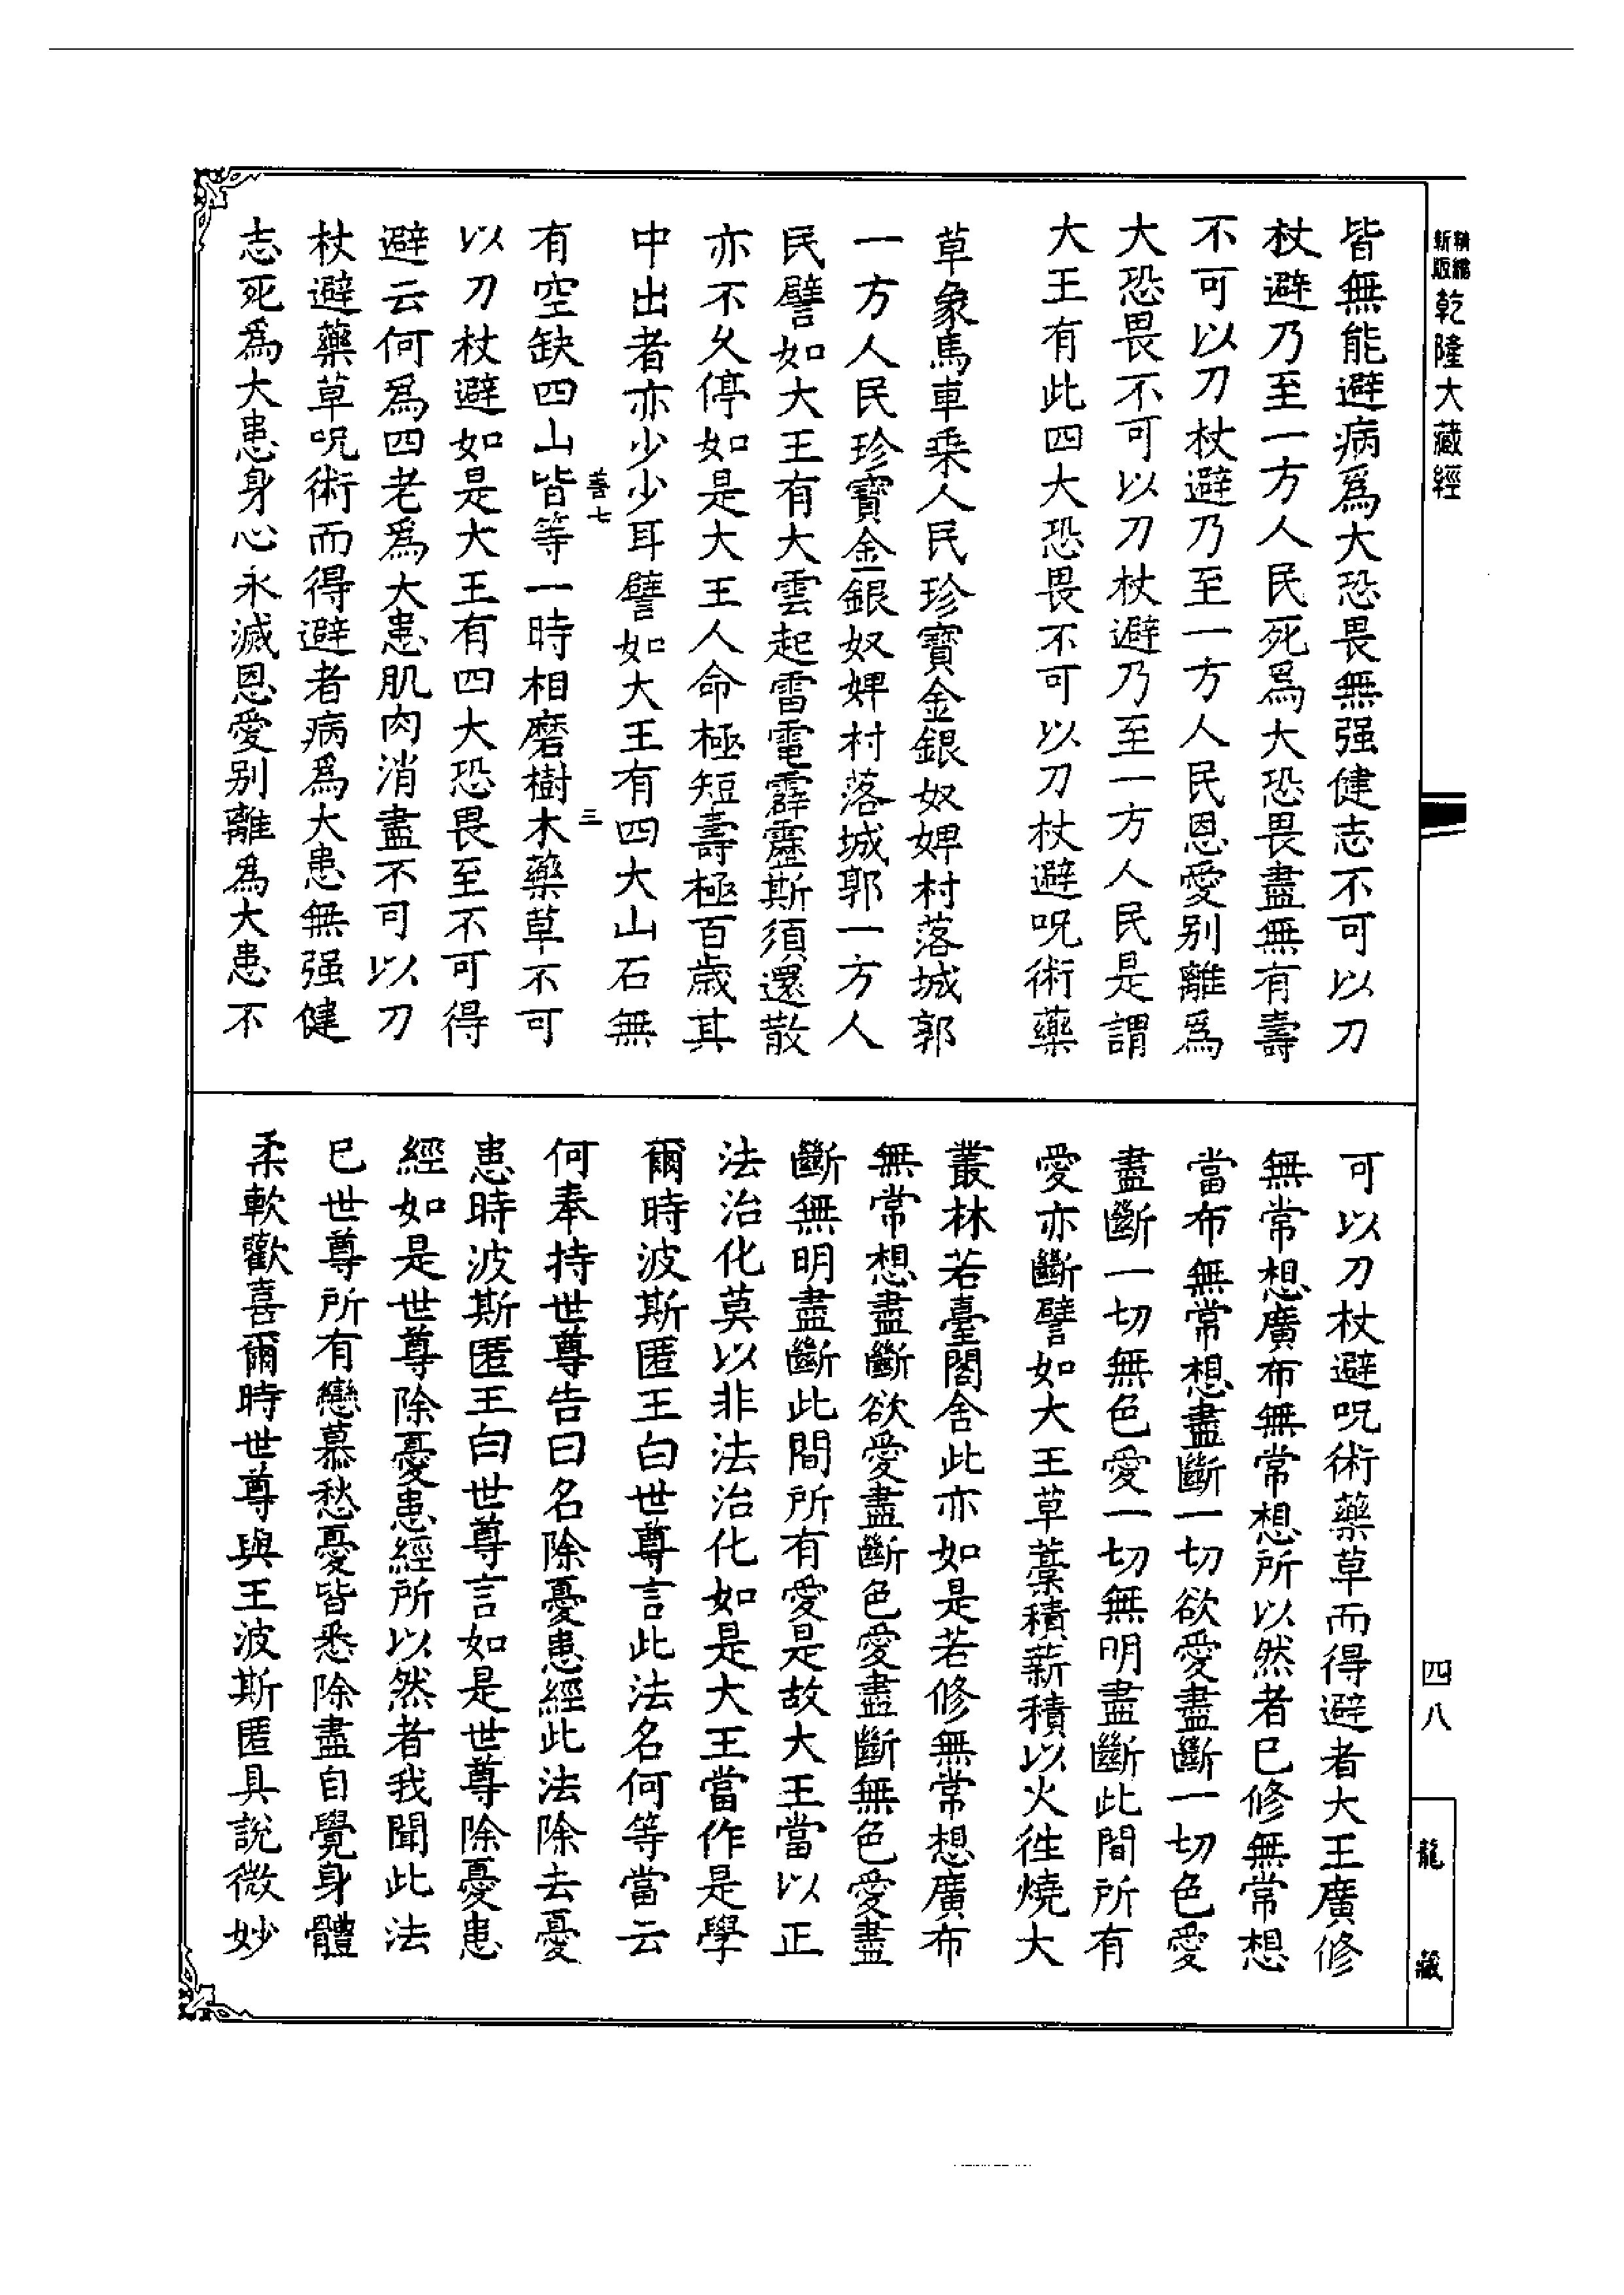 新版
精縮
乾隆大藏經
四八
龍藏
皆無能避病爲大恐畏無强健志不可以刀
杖避乃至一方人民死爲大恐畏盡無有壽
不可以刀杖避乃至一方人民恩愛别離爲
大恐畏不可以刀杖避乃至一方人民是謂
大王有此四大恐畏不可以刀杖避呪術藥
草象馬車乘人民珍寶金銀奴婢村落城郭
一方人民珍寶金銀奴婢村落城郭一方人
民譬如大王有大雲起雷電霹靂斯須還散
亦不久停如是大王人命極短壽極百歲其
中出者亦少少耳譬如大王有四大山石無
善七
三
有空缺四山皆等一時相磨樹木藥草不可
以刀杖避如是大王有四大恐畏至不可得
避云何爲四老爲大患肌肉消盡不可以刀
杖避藥草呪術而得避者病爲大患無强健
志死爲大患身心永滅恩愛别離爲大患不
可以刀杖避呪術藥草而得避者大王廣修
無常想廣布無常想所以然者已修無常想
當布無常想盡斷一切欲愛盡斷一切色愛
盡斷一切無色愛一切無明盡斷此間所有
愛亦斷譬如大王草藁積薪積以火徃燒大
叢林若臺閣舍此亦如是若修無常想廣布
無常想盡斷欲愛盡斷色愛盡斷無色愛盡
斷無明盡斷此間所有愛是故大王當以正
法治化莫以非法治化如是大王當作是學
爾時波斯匿王白世尊言此法名何等當云
何奉持世尊告曰名除憂患經此法除去憂
患時波斯匿王白世尊言如是世尊除憂患
經如是世尊除憂患經所以然者我聞此法
已世尊所有戀慕愁憂皆悉除盡自覺身體
柔軟歡喜爾時世尊與王波斯匿具説微妙